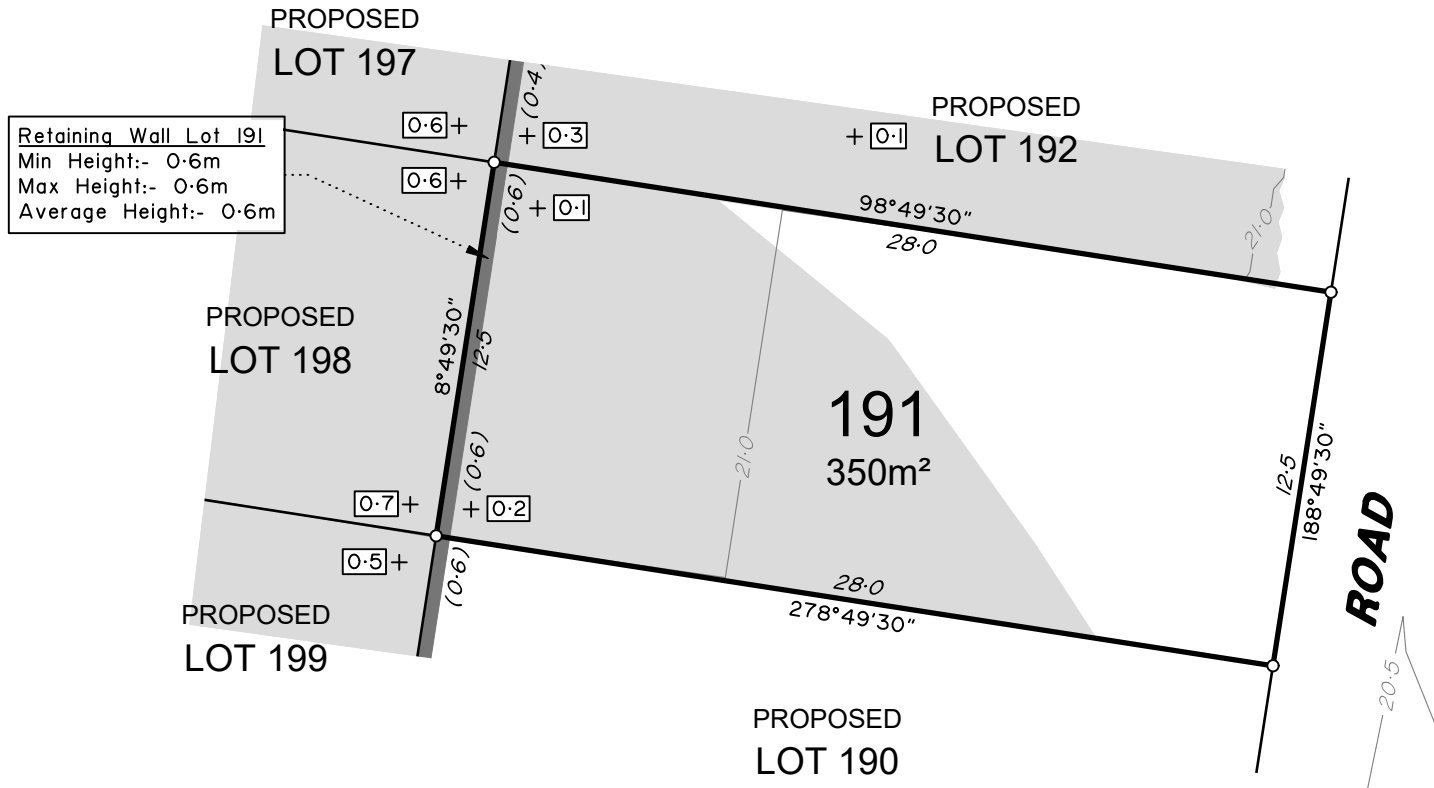 PROPOSED
LOT 197
Retaining Wall Lot 191
Min Height:- 0·6m
Max Height:- 0·6m
Average Height:- 0·6m
0·6
0·6
(0·4)
0·3
(0·6)
0·1
0·1
PROPOSED
LOT 192
98°49'30"
28·0
21·0
PROPOSED
LOT 198
8°49'30"
12·5
21·0
191
350m²
12·5
188°49'30"
ROAD
(0·6)
0·7
0·2
0·5
(0·6)
28·0
278°49'30"
PROPOSED
LOT 199
20·5
PROPOSED
LOT 190